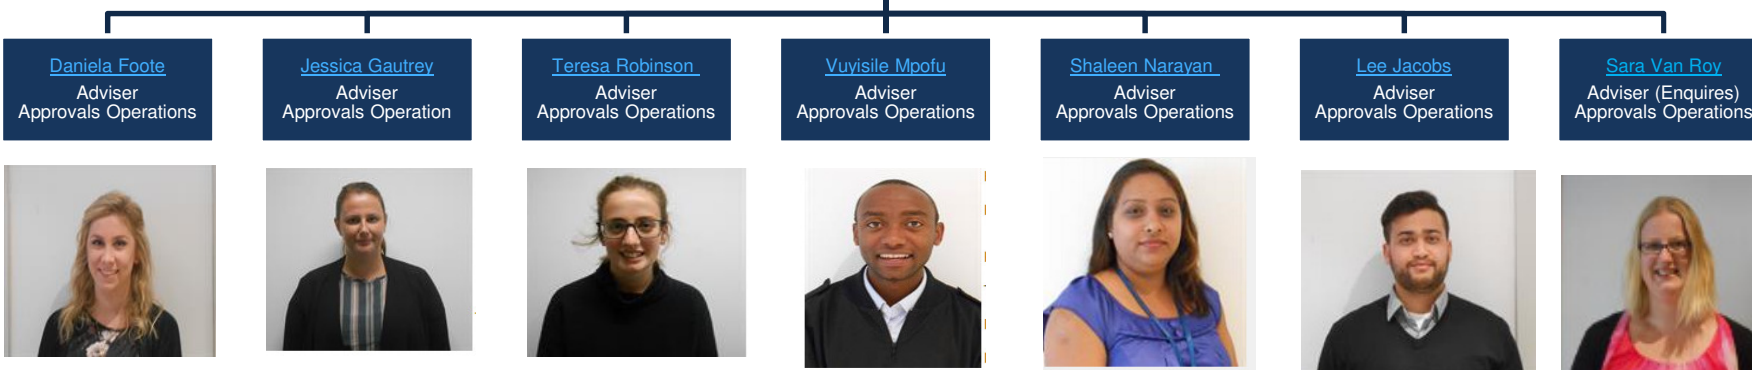 Daniela Foote
Adviser
Approvals Operations
Jessica Gautrey
Adviser
Approvals Operation
Teresa Robinson
Adviser
Approvals Operations
Vuyisile Mpofu
Adviser
Approvals Operations
Shaleen Narayan
Adviser
Approvals Operations
Lee Jacobs
Adviser
Approvals Operations
Sara Van Roy
Adviser (Enquires)
Approvals Operations